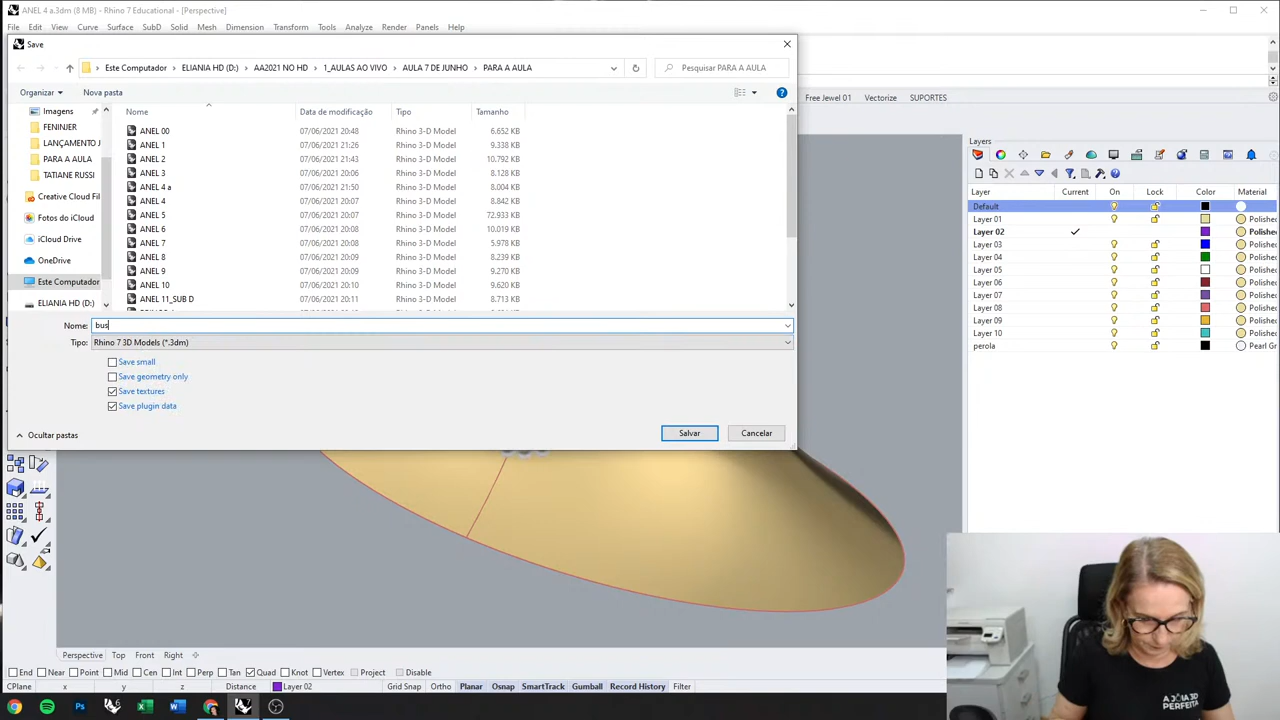 ANEL 4 a.3dm (8 MB) - Rhino 7 Educational - [Perspective]
File Edit View Curve Surface SubD Solid Mesh Dimension Transform Tools Analyze Render Panels Help
Save
Este Computador > ELIANIA HD (D:) > AA2021 NO HD > 1_AULAS AO VIVO > AULA 7 DE JUNHO > PARA A AULA
Pesquisar PARA A AULA
Organizar Nova pasta
Free Jewel 01 Vectorize SUPORTES
Imagens
FENINJER
LANÇAMENTO J
PARA A AULA
TATIANE RUSSI
Creative Cloud Fil
Fotos do iCloud
iCloud Drive
OneDrive
Este Computador
ELIANIA HD (D:)
Nome Data de modificação Tipo Tamanho
ANEL 00 07/06/2021 20:48 Rhino 3-D Model 6.652 KB
ANEL 1 07/06/2021 21:26 Rhino 3-D Model 9.338 KB
ANEL 2 07/06/2021 21:43 Rhino 3-D Model 10.792 KB
ANEL 3 07/06/2021 20:06 Rhino 3-D Model 8.128 KB
ANEL 4 a 07/06/2021 21:50 Rhino 3-D Model 8.004 KB
ANEL 4 07/06/2021 20:07 Rhino 3-D Model 8.842 KB
ANEL 5 07/06/2021 20:07 Rhino 3-D Model 72.933 KB
ANEL 6 07/06/2021 20:08 Rhino 3-D Model 10.019 KB
ANEL 7 07/06/2021 20:08 Rhino 3-D Model 5.978 KB
ANEL 8 07/06/2021 20:09 Rhino 3-D Model 8.239 KB
ANEL 9 07/06/2021 20:09 Rhino 3-D Model 9.270 KB
ANEL 10 07/06/2021 20:10 Rhino 3-D Model 9.620 KB
ANEL 11_SUB D 07/06/2021 20:11 Rhino 3-D Model 8.713 KB
Nome: bus
Tipo: Rhino 7 3D Models (*.3dm)
Save small
Save geometry only
Save textures
Save plugin data
Ocultar pastas
Salvar Cancelar
Layers
Layer Current On Lock Color Material
Default
Layer 01 Polished
Layer 02 Polished
Layer 03 Polished
Layer 04 Polished
Layer 05 Polished
Layer 06 Polished
Layer 07 Polished
Layer 08 Polished
Layer 09 Polished
Layer 10 Polished
perola Pearl Gr
A JÓIA 3D
PERFEITA
Perspective Top Front Right
End Near Point Mid Cen Int Perp Tan Quad Knot Vertex Project Disable
CPlane x y z Distance Layer 02 Grid Snap Ortho Planar Osnap SmartTrack Gumball Record History Filter